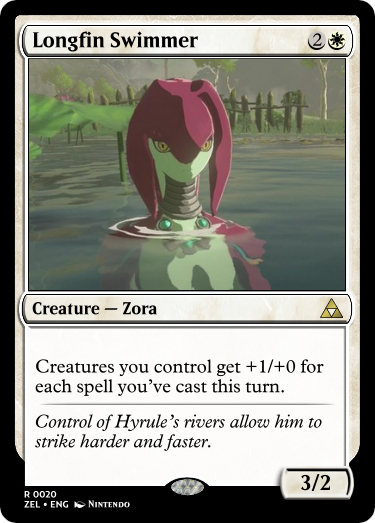 Longfin Swimmer 2
Creature — Zora
Creatures you control get +1/+0 for
each spell you've cast this turn.
Control of Hyrule's rivers allow him to
strike harder and faster.
3/2
R 0020
ZEL • ENG Nintendo